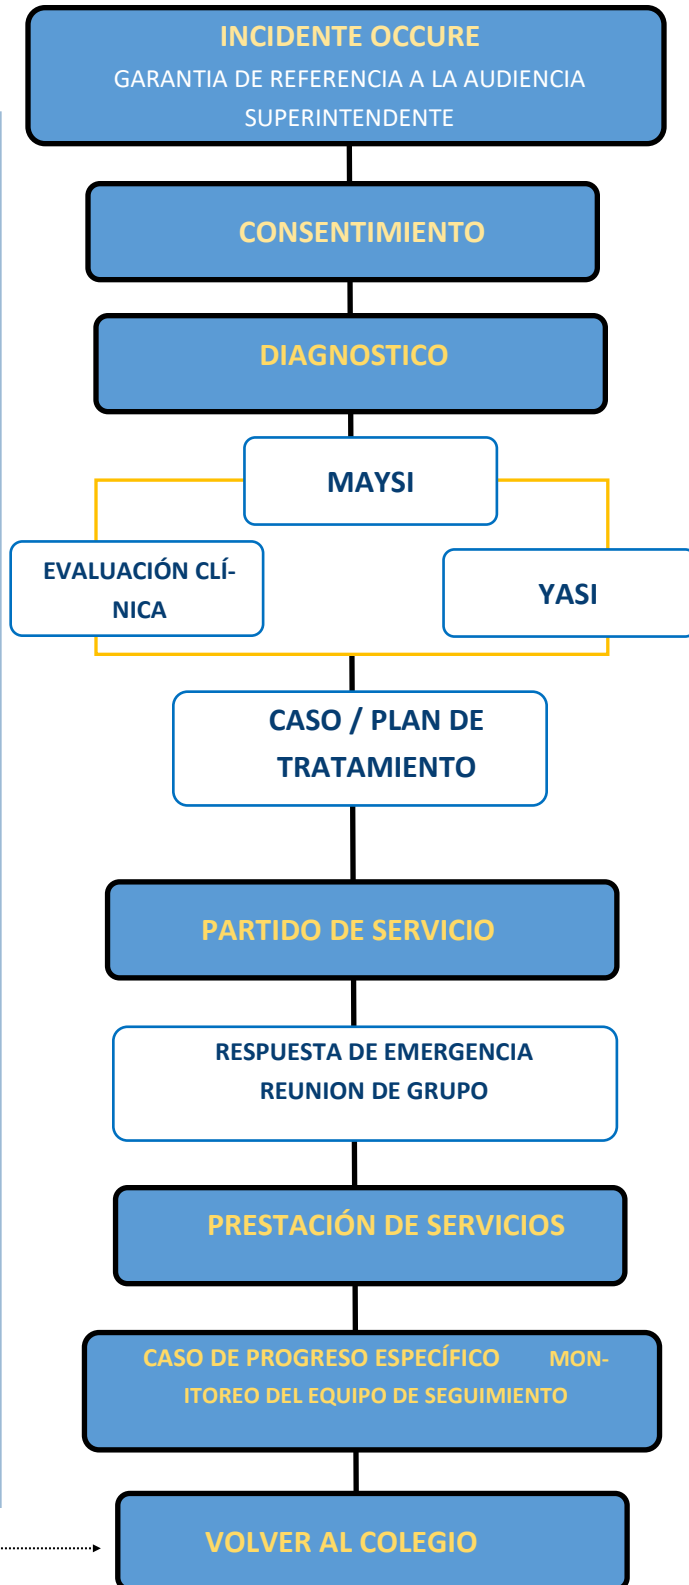 INCIDENTE OCCURE
GARANTIA DE REFERENCIA A LA AUDIENCIA
SUPERINTENDENTE
CONSENTIMIENTO
DIAGNOSTICO
MAYSI
EVALUACIÓN CLÍ-
NICA
YASI
CASO / PLAN DE
TRATAMIENTO
PARTIDO DE SERVICIO
RESPUESTA DE EMERGENCIA
REUNION DE GRUPO
PRESTACIÓN DE SERVICIOS
CASO DE PROGRESO ESPECÍFICO MON-
ITOREO DEL EQUIPO DE SEGUIMIENTO
VOLVER AL COLEGIO